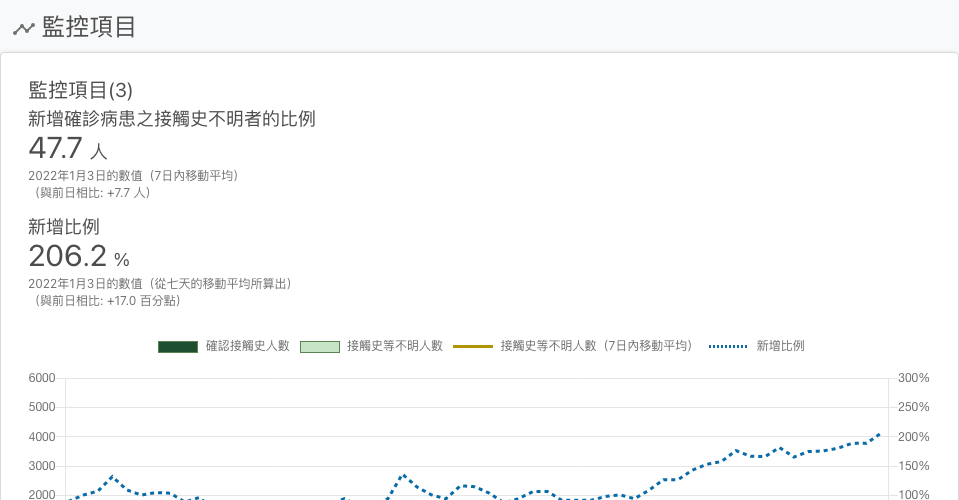 監控項目
監控項目(3)
新增確診病患之接觸史不明者的比例
47.7 人
2022年1月3日的數值（7日內移動平均）
（與前日相比: +7.7 人）
新增比例
206.2 %
2022年1月3日的數值（從七天的移動平均所算出）
（與前日相比: +17.0 百分點）
確認接觸史人數 接觸史等不明人數 接觸史等不明人數（7日內移動平均） 新增比例
6000 300%
5000 250%
4000 200%
3000 150%
2000 100%